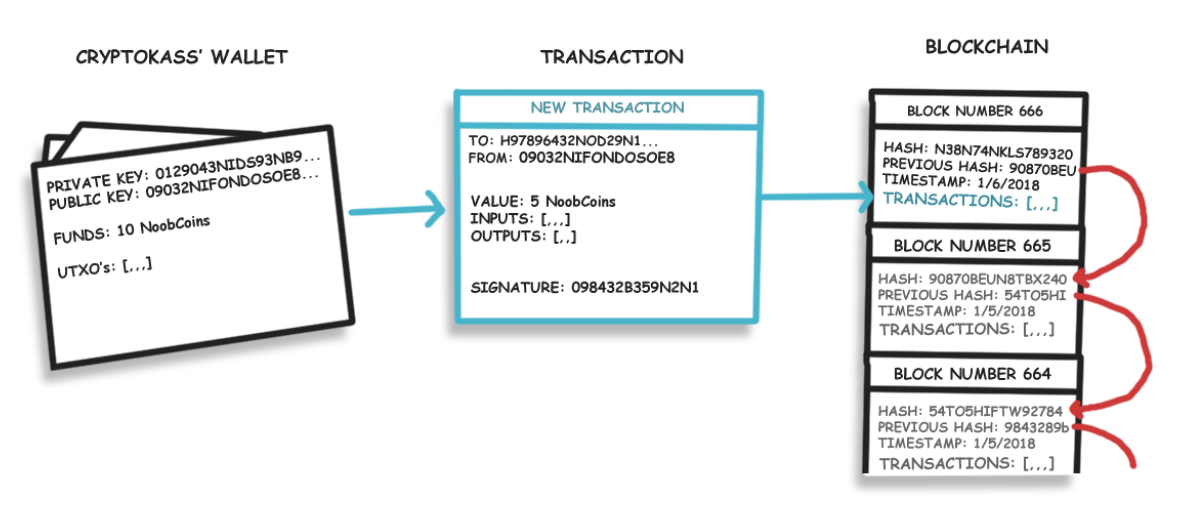 CRYPTOKASS' WALLET
PRIVATE KEY: 0129043NIDS93NB9...
PUBLIC KEY: 09032NIFONDOSOE8...
FUNDS: 10 NoobCoins
UTXO's: [,,,]
TRANSACTION
NEW TRANSACTION
TO: H97896432NOD29N1...
FROM: 09032NIFONDOSOE8
VALUE: 5 NoobCoins
INPUTS: [,,,]
OUTPUTS: [,,]
SIGNATURE: 098432B359N2N1
BLOCKCHAIN
BLOCK NUMBER 666
HASH: N38N74NKLS789320
PREVIOUS HASH: 90870BEU
TIMESTAMP: 1/6/2018
TRANSACTIONS: [,,,]
BLOCK NUMBER 665
HASH: 90870BEUN8TBX240
PREVIOUS HASH: 54TO5HI
TIMESTAMP: 1/5/2018
TRANSACTIONS: [,,,]
BLOCK NUMBER 664
HASH: 54TO5HIFTW92784
PREVIOUS HASH: 9843289b
TIMESTAMP: 1/5/2018
TRANSACTIONS: [,,,]